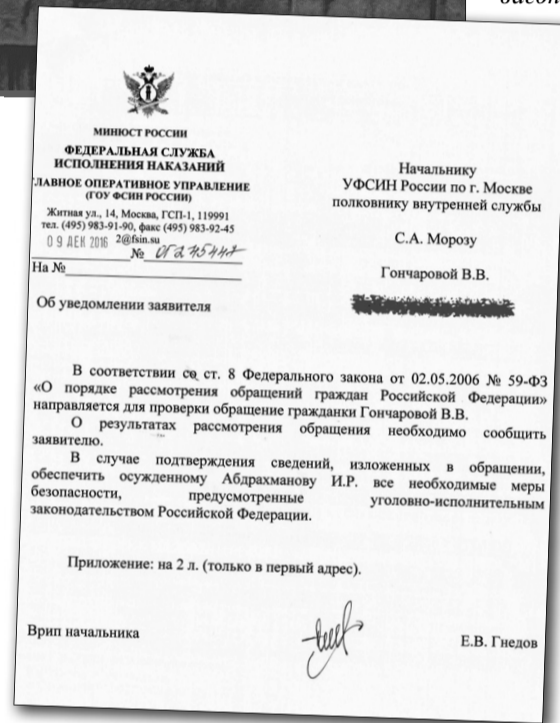 МИНЮСТ РОССИИ
ФЕДЕРАЛЬНАЯ СЛУЖБА
ИСПОЛНЕНИЯ НАКАЗАНИЙ
ЛАВНОЕ ОПЕРАТИВНОЕ УПРАВЛЕНИЕ
(ГОУ ФСИН РОССИИ)
Житная ул., 14, Москва, ГСП-1, 119991
тел. (495) 983-91-90, факс (495) 983-92-45
09 ДЕК 2016 2@fsin.su
№
На №
Об уведомлении заявителя
Начальнику
УФСИН России по г. Москве
полковнику внутренней службы
С.А. Морозу
Гончаровой В.В.
В соответствии со ст. 8 Федерального закона от 02.05.2006 № 59-ФЗ
«О порядке рассмотрения обращений граждан Российской Федерации»
направляется для проверки обращение гражданки Гончаровой В.В.
О результатах рассмотрения обращения необходимо сообщить
заявителю.
В случае подтверждения сведений, изложенных в обращении,
обеспечить осужденному Абдрахманову И.Р. все необходимые меры
безопасности, предусмотренные уголовно-исполнительным
законодательством Российской Федерации.
Приложение: на 2 л. (только в первый адрес).
Врип начальника
Е.В. Гнедов